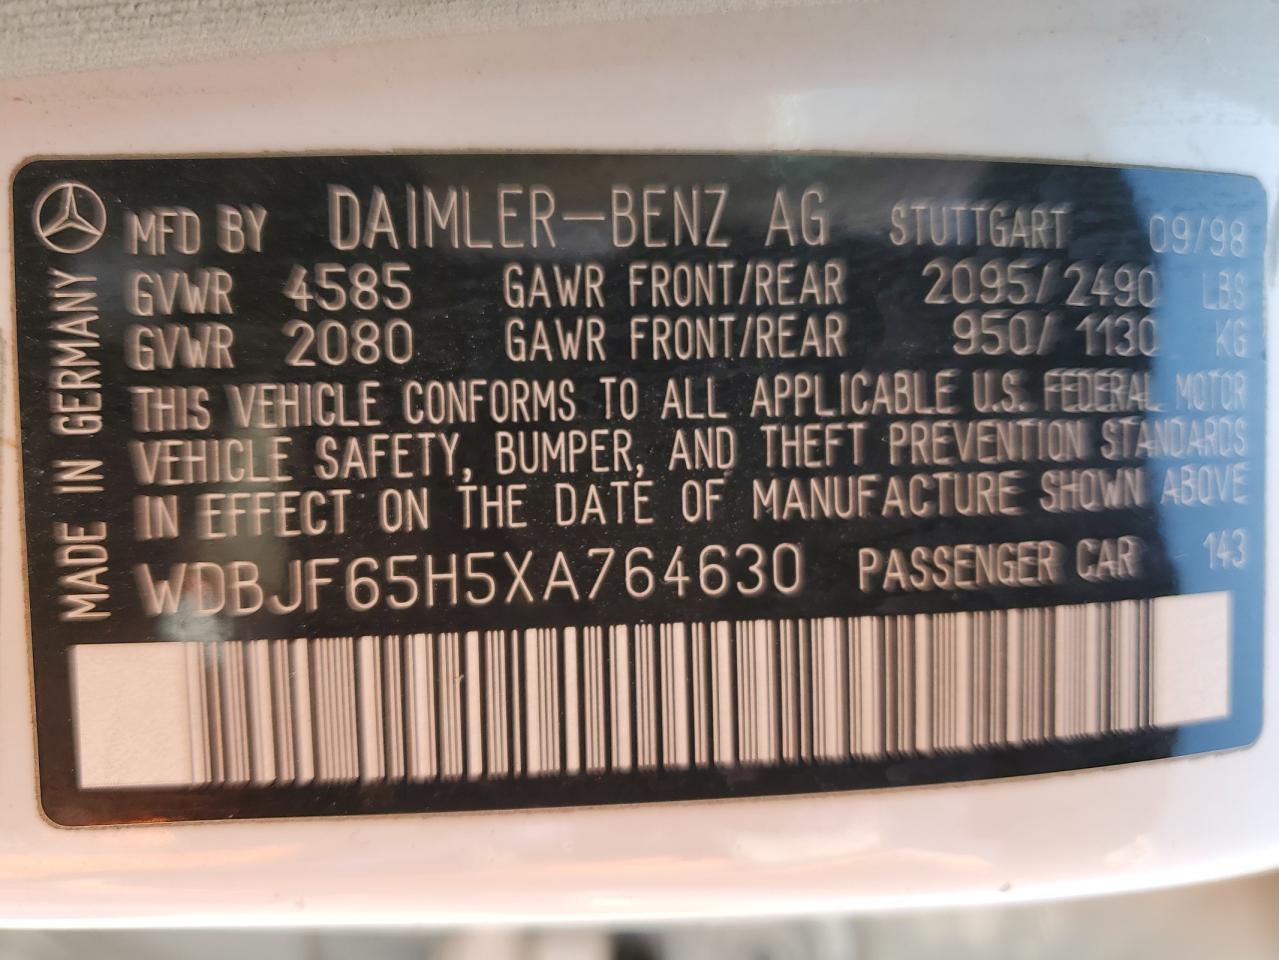 MFD BY DAIMLER-BENZ AG STUTTGART 09/98
GVWR 4585 GAWR FRONT/REAR 2095/2490 LBS
GVWR 2080 GAWR FRONT/REAR 950/1130 KG
THIS VEHICLE CONFORMS TO ALL APPLICABLE U.S. FEDERAL MOTOR
VEHICLE SAFETY, BUMPER, AND THEFT PREVENTION STANDARDS
IN EFFECT ON THE DATE OF MANUFACTURE SHOWN ABOVE
WDBJF65H5XA764630 PASSENGER CAR 143
MADE IN GERMANY